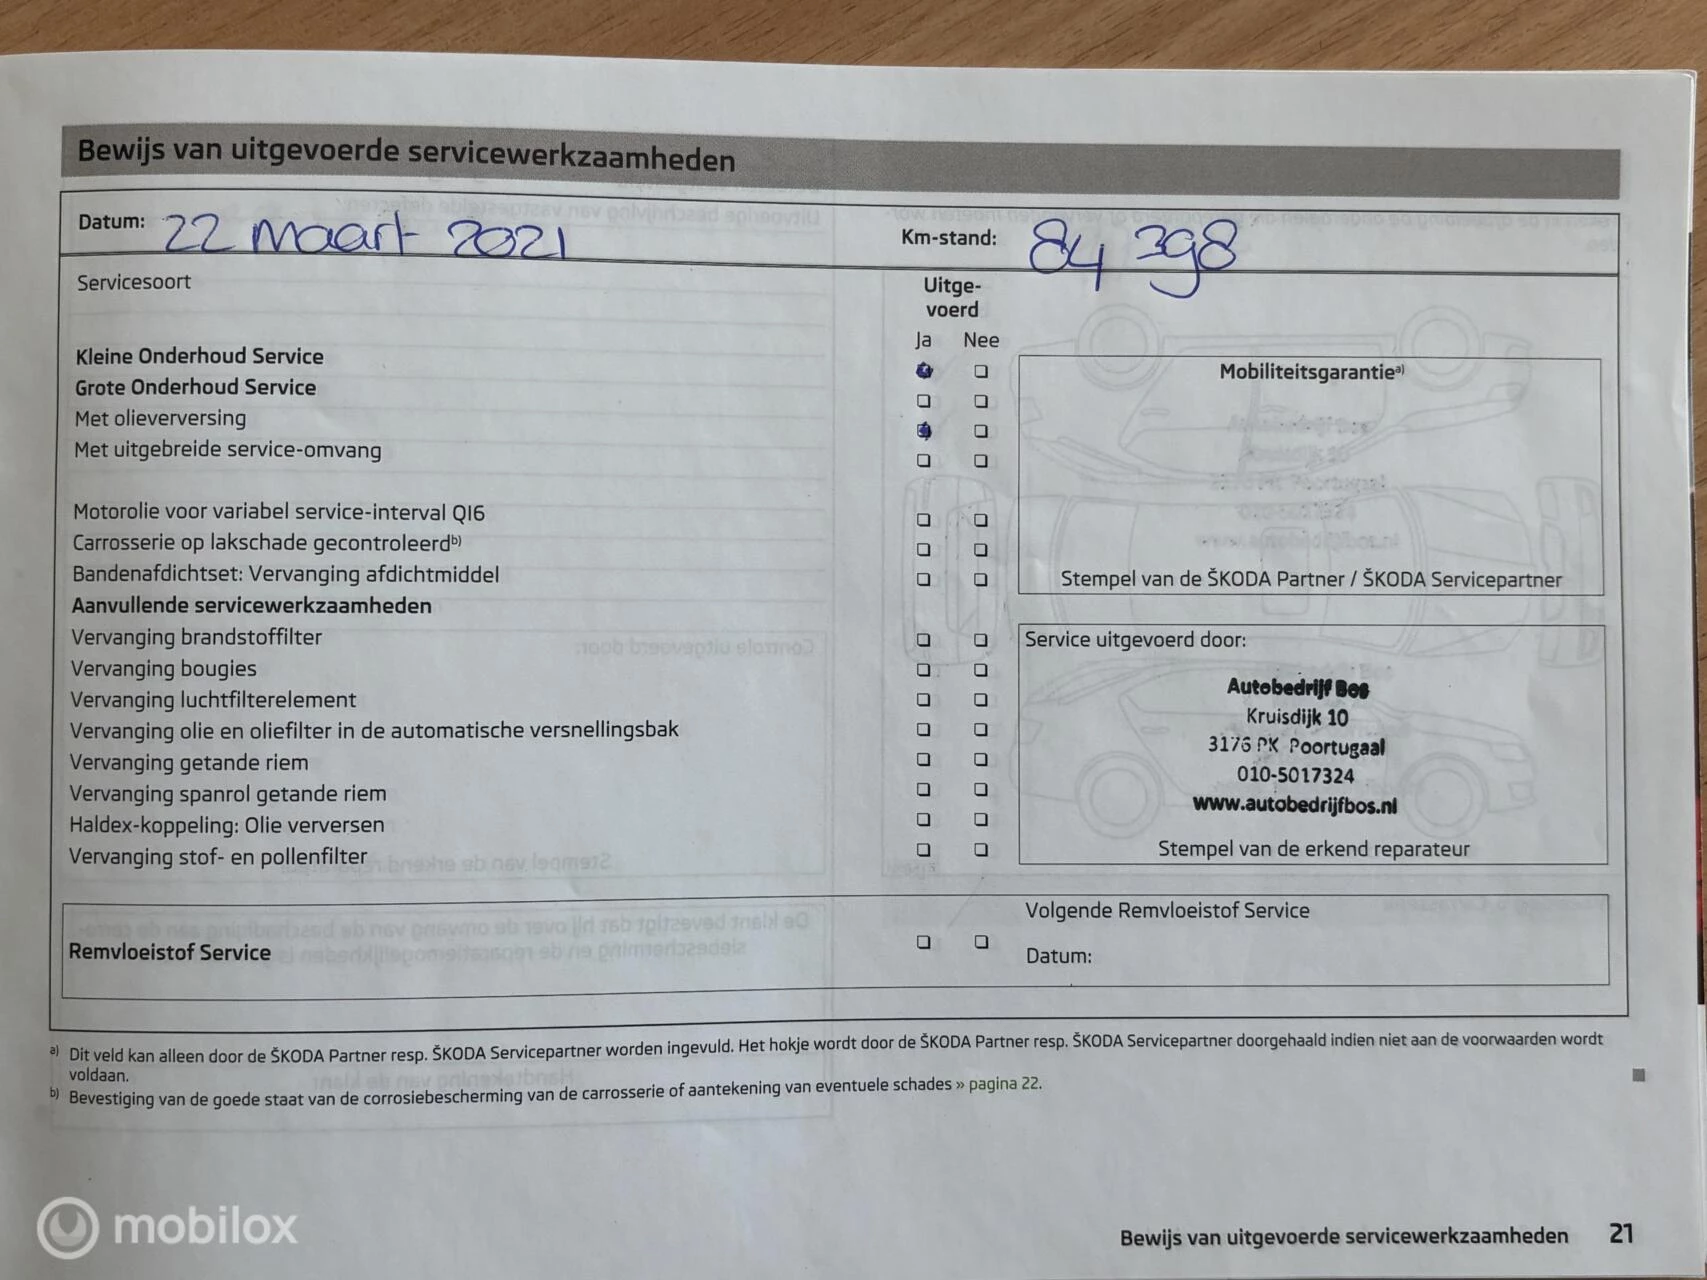 Bewijs van uitgevoerde servicewerkzaamheden
Datum: 22 maart 2021
Km-stand: 84 398
Servicesoort
Uitge-
voerd
Ja Nee
Kleine Onderhoud Service
Grote Onderhoud Service
Met olieverversing
Met uitgebreide service-omvang
Motorolie voor variabel service-interval QI6
Carrosserie op lakschade gecontroleerd b)
Bandenafdichtset: Vervanging afdichtmiddel
Aanvullende servicewerkzaamheden
Vervanging brandstoffilter
Vervanging bougies
Vervanging luchtfilterelement
Vervanging olie en oliefilter in de automatische versnellingsbak
Vervanging getande riem
Vervanging spanrol getande riem
Haldex-koppeling: Olie verversen
Vervanging stof- en pollenfilter
Mobiliteitsgarantie a)
Stempel van de ŠKODA Partner / ŠKODA Servicepartner
Service uitgevoerd door:
Autobedrijf Bos
Kruisdijk 10
3176 PK Poortugaal
010-5017324
www.autobedrijfbos.nl
Stempel van de erkend reparateur
Remvloeistof Service
Volgende Remvloeistof Service
Datum:
a) Dit veld kan alleen door de ŠKODA Partner resp. ŠKODA Servicepartner worden ingevuld. Het hokje wordt door de ŠKODA Partner resp. ŠKODA Servicepartner doorgehaald indien niet aan de voorwaarden wordt
voldaan.
b) Bevestiging van de goede staat van de corrosiebescherming van de carrosserie of aantekening van eventuele schades » pagina 22.
mobilox
Bewijs van uitgevoerde servicewerkzaamheden 21